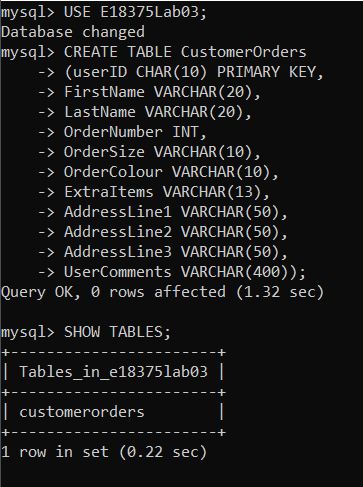 mysql> USE E18375Lab03;
Database changed
mysql> CREATE TABLE CustomerOrders
    -> (userID CHAR(10) PRIMARY KEY,
    -> FirstName VARCHAR(20),
    -> LastName VARCHAR(20),
    -> OrderNumber INT,
    -> OrderSize VARCHAR(10),
    -> OrderColour VARCHAR(10),
    -> ExtraItems VARCHAR(13),
    -> AddressLine1 VARCHAR(50),
    -> AddressLine2 VARCHAR(50),
    -> AddressLine3 VARCHAR(50),
    -> UserComments VARCHAR(400));
Query OK, 0 rows affected (1.32 sec)

mysql> SHOW TABLES;
+----------------------+
| Tables_in_e18375lab03 |
+----------------------+
| customerorders       |
+----------------------+
1 row in set (0.22 sec)